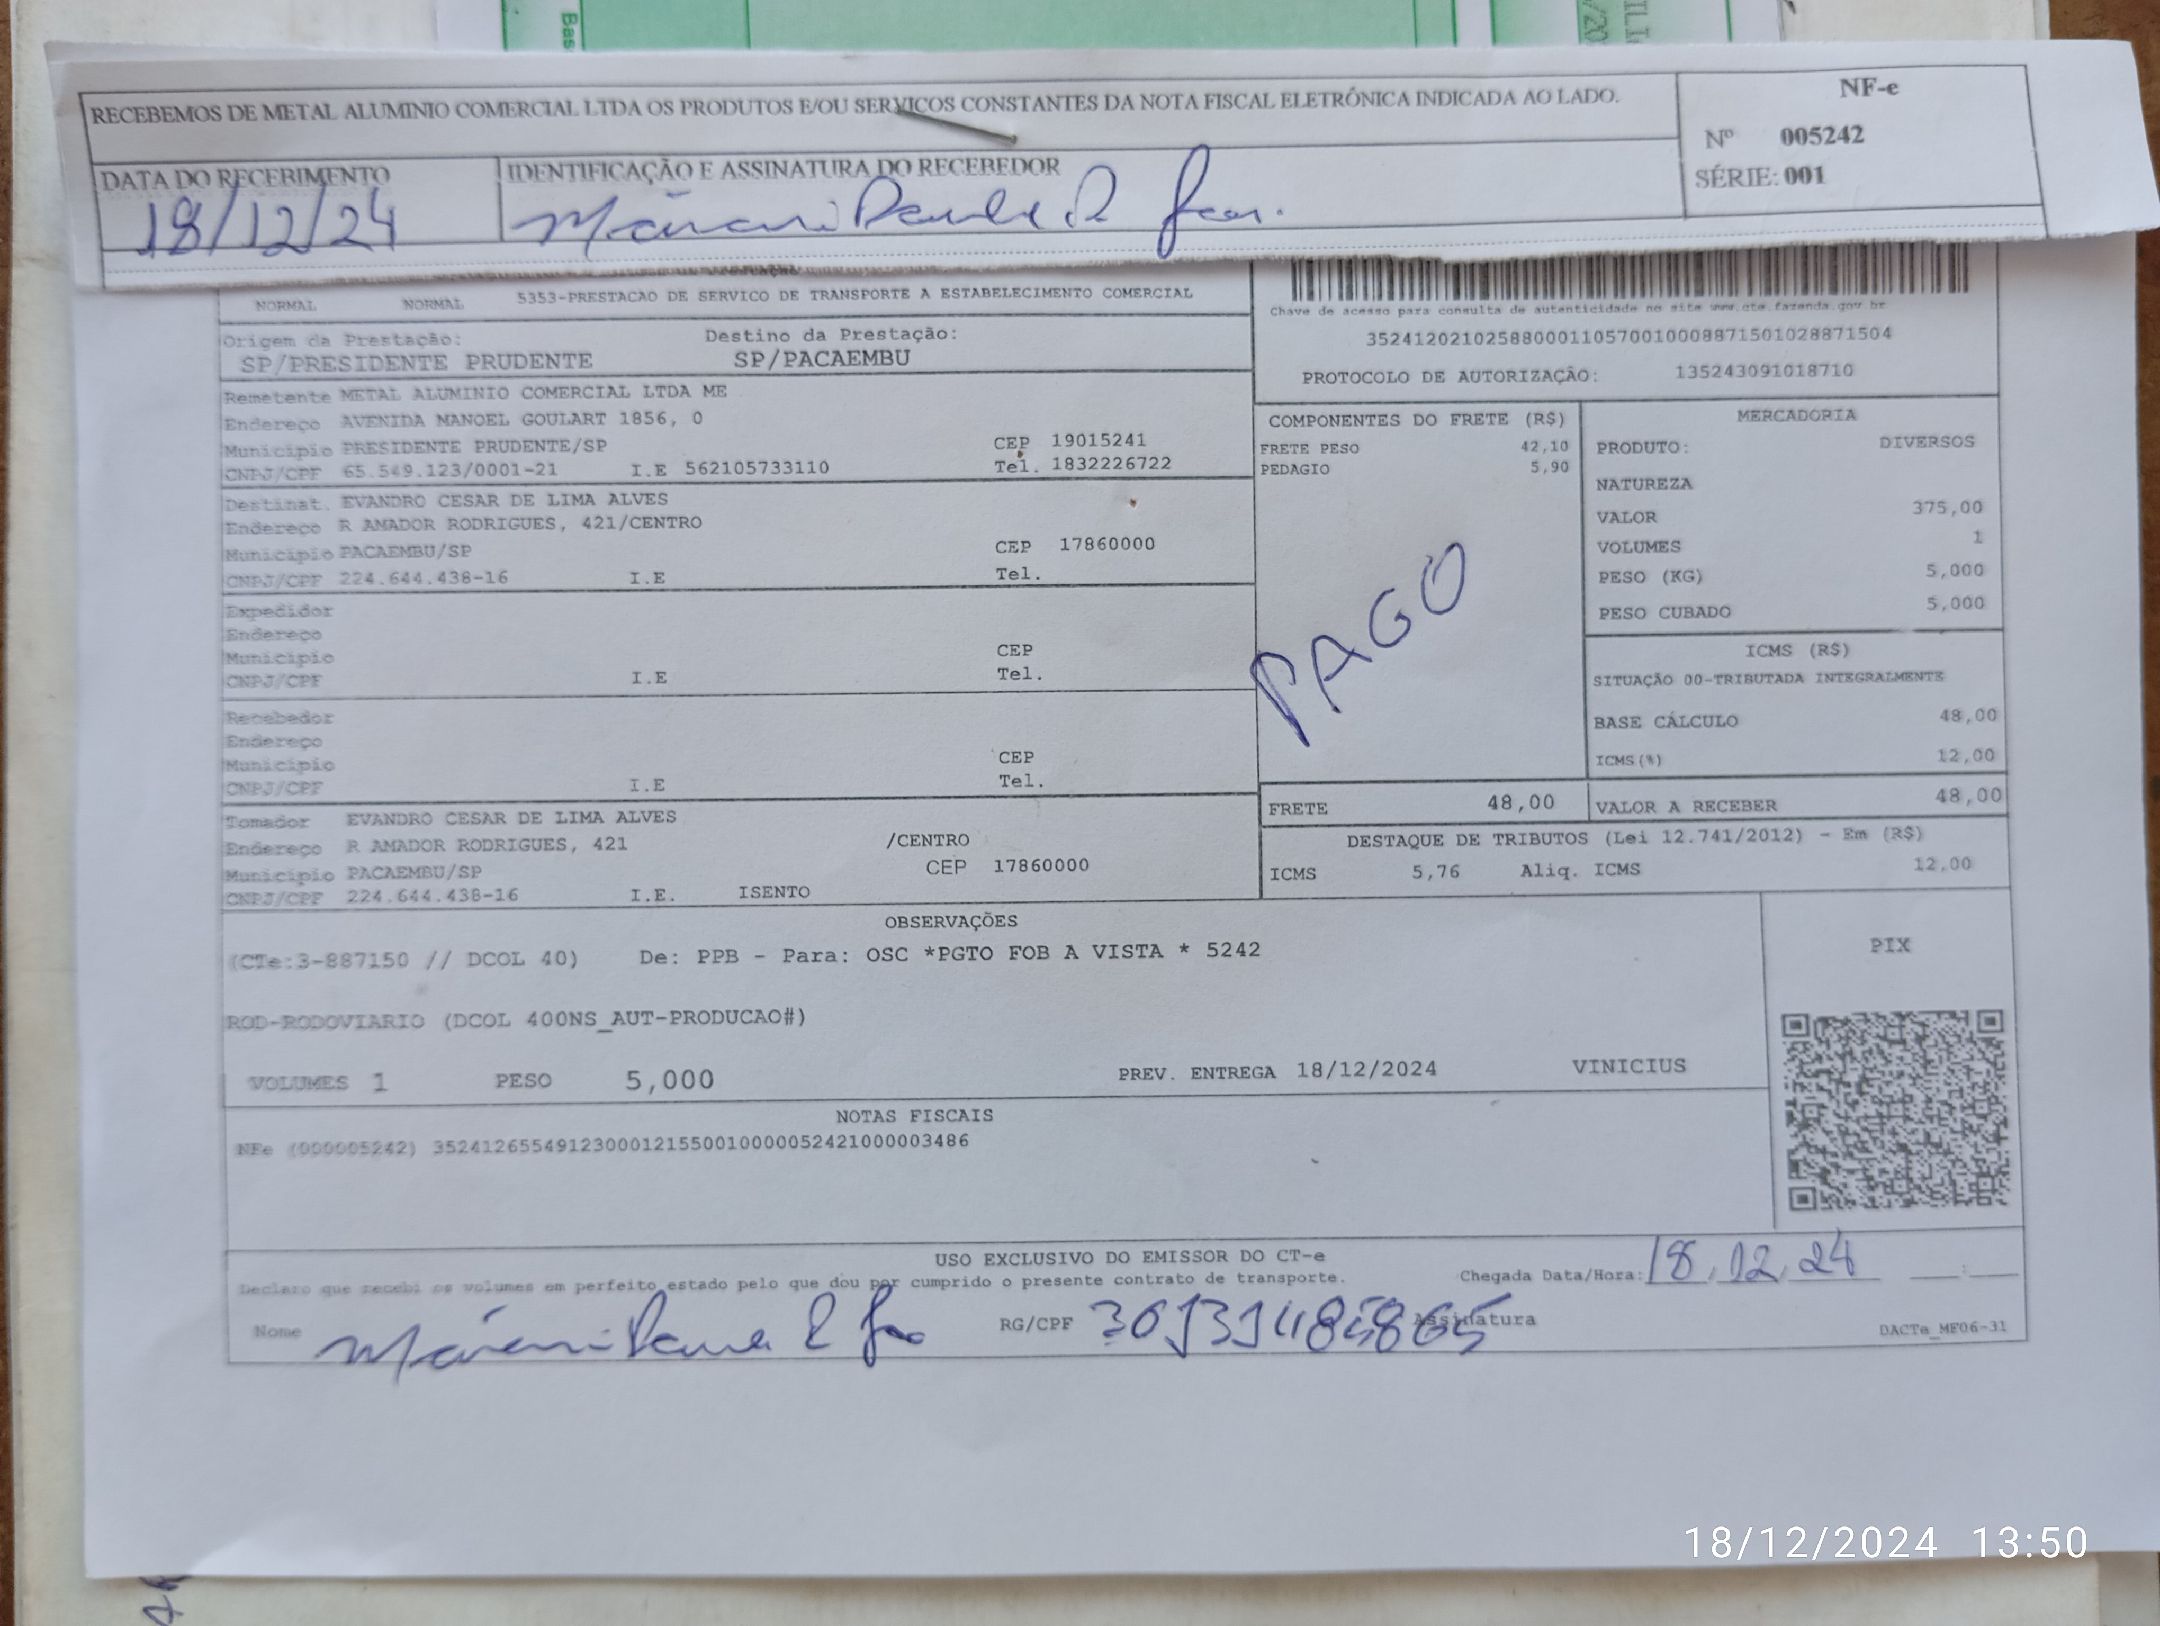 Bas
/20
RECEBEMOS DE METAL ALUMINIO COMERCIAL LTDA OS PRODUTOS E/OU SERVIÇOS CONSTANTES DA NOTA FISCAL ELETRÔNICA INDICADA AO LADO.
NF-e
Nº 005242
SÉRIE: 001
DATA DO RECEBIMENTO
IDENTIFICAÇÃO E ASSINATURA DO RECEBEDOR
18/12/24
NORMAL NORMAL 5353-PRESTACAO DE SERVICO DE TRANSPORTE A ESTABELECIMENTO COMERCIAL
Chave de acesso para consulta de autenticidade no site www.cte.fazenda.gov.br
35241202102588000110570010008871501028871504
PROTOCOLO DE AUTORIZAÇÃO: 135243091018710
Origem da Prestação: Destino da Prestação:
SP/PRESIDENTE PRUDENTE SP/PACAEMBU
Remetente METAL ALUMINIO COMERCIAL LTDA ME
Endereço AVENIDA MANOEL GOULART 1856, 0
Município PRESIDENTE PRUDENTE/SP CEP 19015241
CNPJ/CPF 65.549.123/0001-21 I.E 562105733110 Tel. 1832226722
Destinat. EVANDRO CESAR DE LIMA ALVES
Endereço R AMADOR RODRIGUES, 421/CENTRO
Município PACAEMBU/SP CEP 17860000
CNPJ/CPF 224.644.438-16 I.E Tel.
Expedidor
Endereço
Município CEP
CNPJ/CPF I.E Tel.
Recebedor
Endereço
Município CEP
CNPJ/CPF I.E Tel.
Tomador EVANDRO CESAR DE LIMA ALVES
Endereço R AMADOR RODRIGUES, 421 /CENTRO
Município PACAEMBU/SP CEP 17860000
CNPJ/CPF 224.644.438-16 I.E. ISENTO
COMPONENTES DO FRETE (R$)
FRETE PESO 42,10
PEDAGIO 5,90
PAGO
FRETE 48,00
MERCADORIA
PRODUTO: DIVERSOS
NATUREZA
VALOR 375,00
VOLUMES 1
PESO (KG) 5,000
PESO CUBADO 5,000
ICMS (R$)
SITUAÇÃO 00-TRIBUTADA INTEGRALMENTE
BASE CÁLCULO 48,00
ICMS(%) 12,00
VALOR A RECEBER 48,00
DESTAQUE DE TRIBUTOS (Lei 12.741/2012) - Em (R$)
ICMS 5,76 Aliq. ICMS 12,00
OBSERVAÇÕES
(CTe:3-887150 // DCOL 40) De: PPB - Para: OSC *PGTO FOB A VISTA * 5242
ROD-RODOVIARIO (DCOL 400NS_AUT-PRODUCAO#)
VOLUMES 1 PESO 5,000 PREV. ENTREGA 18/12/2024 VINICIUS
PIX
NOTAS FISCAIS
NFe (000005242) 35241265549123000121550010000052421000003486
USO EXCLUSIVO DO EMISSOR DO CT-e
Declaro que recebi os volumes em perfeito estado pelo que dou por cumprido o presente contrato de transporte.
Chegada Data/Hora: 18.12.24 :
Nome RG/CPF Assinatura
DACTe_MF06-31
18/12/2024 13:50